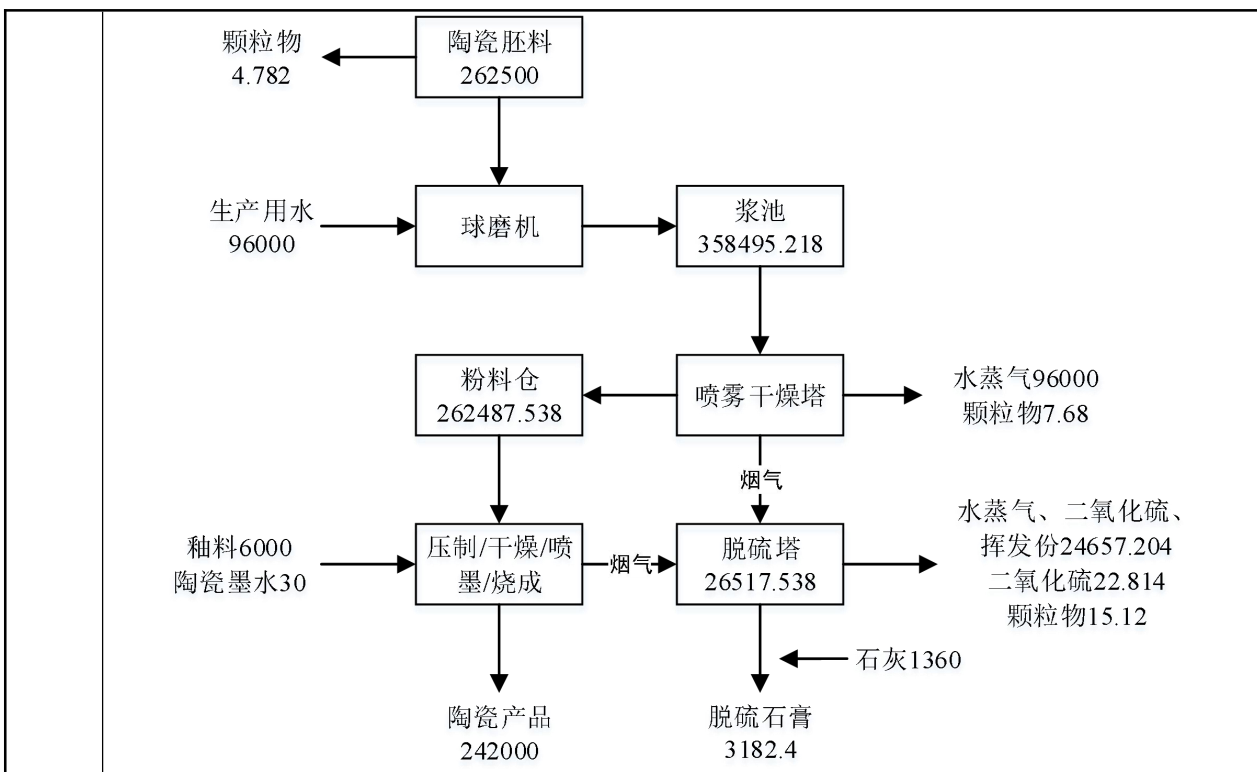 颗粒物
4.782
陶瓷胚料
262500
生产用水
96000
球磨机
浆池
358495.218
粉料仓
262487.538
喷雾干燥塔
水蒸气96000
颗粒物7.68
烟气
釉料6000
陶瓷墨水30
压制/干燥/喷
墨/烧成
烟气
脱硫塔
26517.538
水蒸气、二氧化硫、
挥发份24657.204
二氧化硫22.814
颗粒物15.12
石灰1360
陶瓷产品
242000
脱硫石膏
3182.4